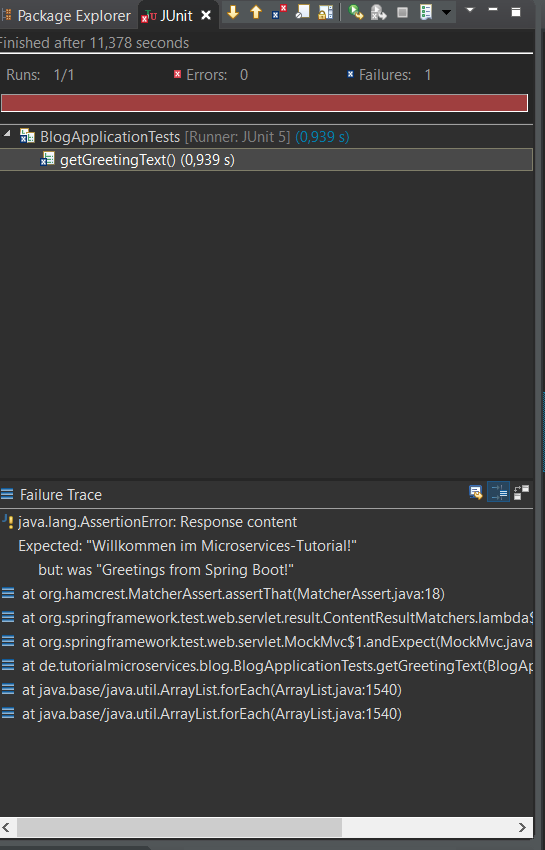 Package Explorer JUnit
Finished after 11,378 seconds
Runs: 1/1 Errors: 0 Failures: 1
BlogApplicationTests [Runner: JUnit 5] (0,939 s)
getGreetingText() (0,939 s)
Failure Trace
java.lang.AssertionError: Response content
Expected: "Willkommen im Microservices-Tutorial!"
but: was "Greetings from Spring Boot!"
at org.hamcrest.MatcherAssert.assertThat(MatcherAssert.java:18)
at org.springframework.test.web.servlet.result.ContentResultMatchers.lambda$
at org.springframework.test.web.servlet.MockMvc$1.andExpect(MockMvc.java
at de.tutorialmicroservices.blog.BlogApplicationTests.getGreetingText(BlogAp
at java.base/java.util.ArrayList.forEach(ArrayList.java:1540)
at java.base/java.util.ArrayList.forEach(ArrayList.java:1540)